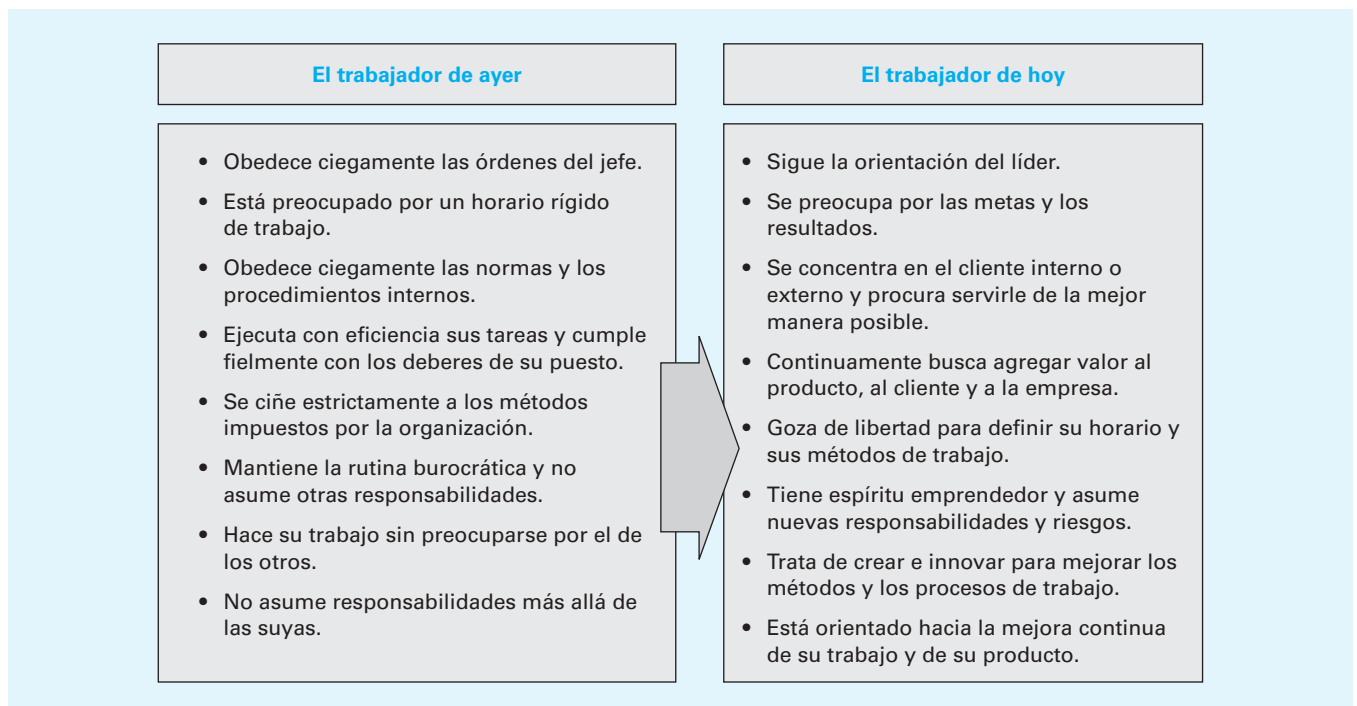 El trabajador de ayer
• Obedece ciegamente las órdenes del jefe.
• Está preocupado por un horario rígido
de trabajo.
• Obedece ciegamente las normas y los
procedimientos internos.
• Ejecuta con eficiencia sus tareas y cumple
fielmente con los deberes de su puesto.
• Se ciñe estrictamente a los métodos
impuestos por la organización.
• Mantiene la rutina burocrática y no
asume otras responsabilidades.
• Hace su trabajo sin preocuparse por el de
los otros.
• No asume responsabilidades más allá de
las suyas.
El trabajador de hoy
• Sigue la orientación del líder.
• Se preocupa por las metas y los
resultados.
• Se concentra en el cliente interno o
externo y procura servirle de la mejor
manera posible.
• Continuamente busca agregar valor al
producto, al cliente y a la empresa.
• Goza de libertad para definir su horario y
sus métodos de trabajo.
• Tiene espíritu emprendedor y asume
nuevas responsabilidades y riesgos.
• Trata de crear e innovar para mejorar los
métodos y los procesos de trabajo.
• Está orientado hacia la mejora continua
de su trabajo y de su producto.